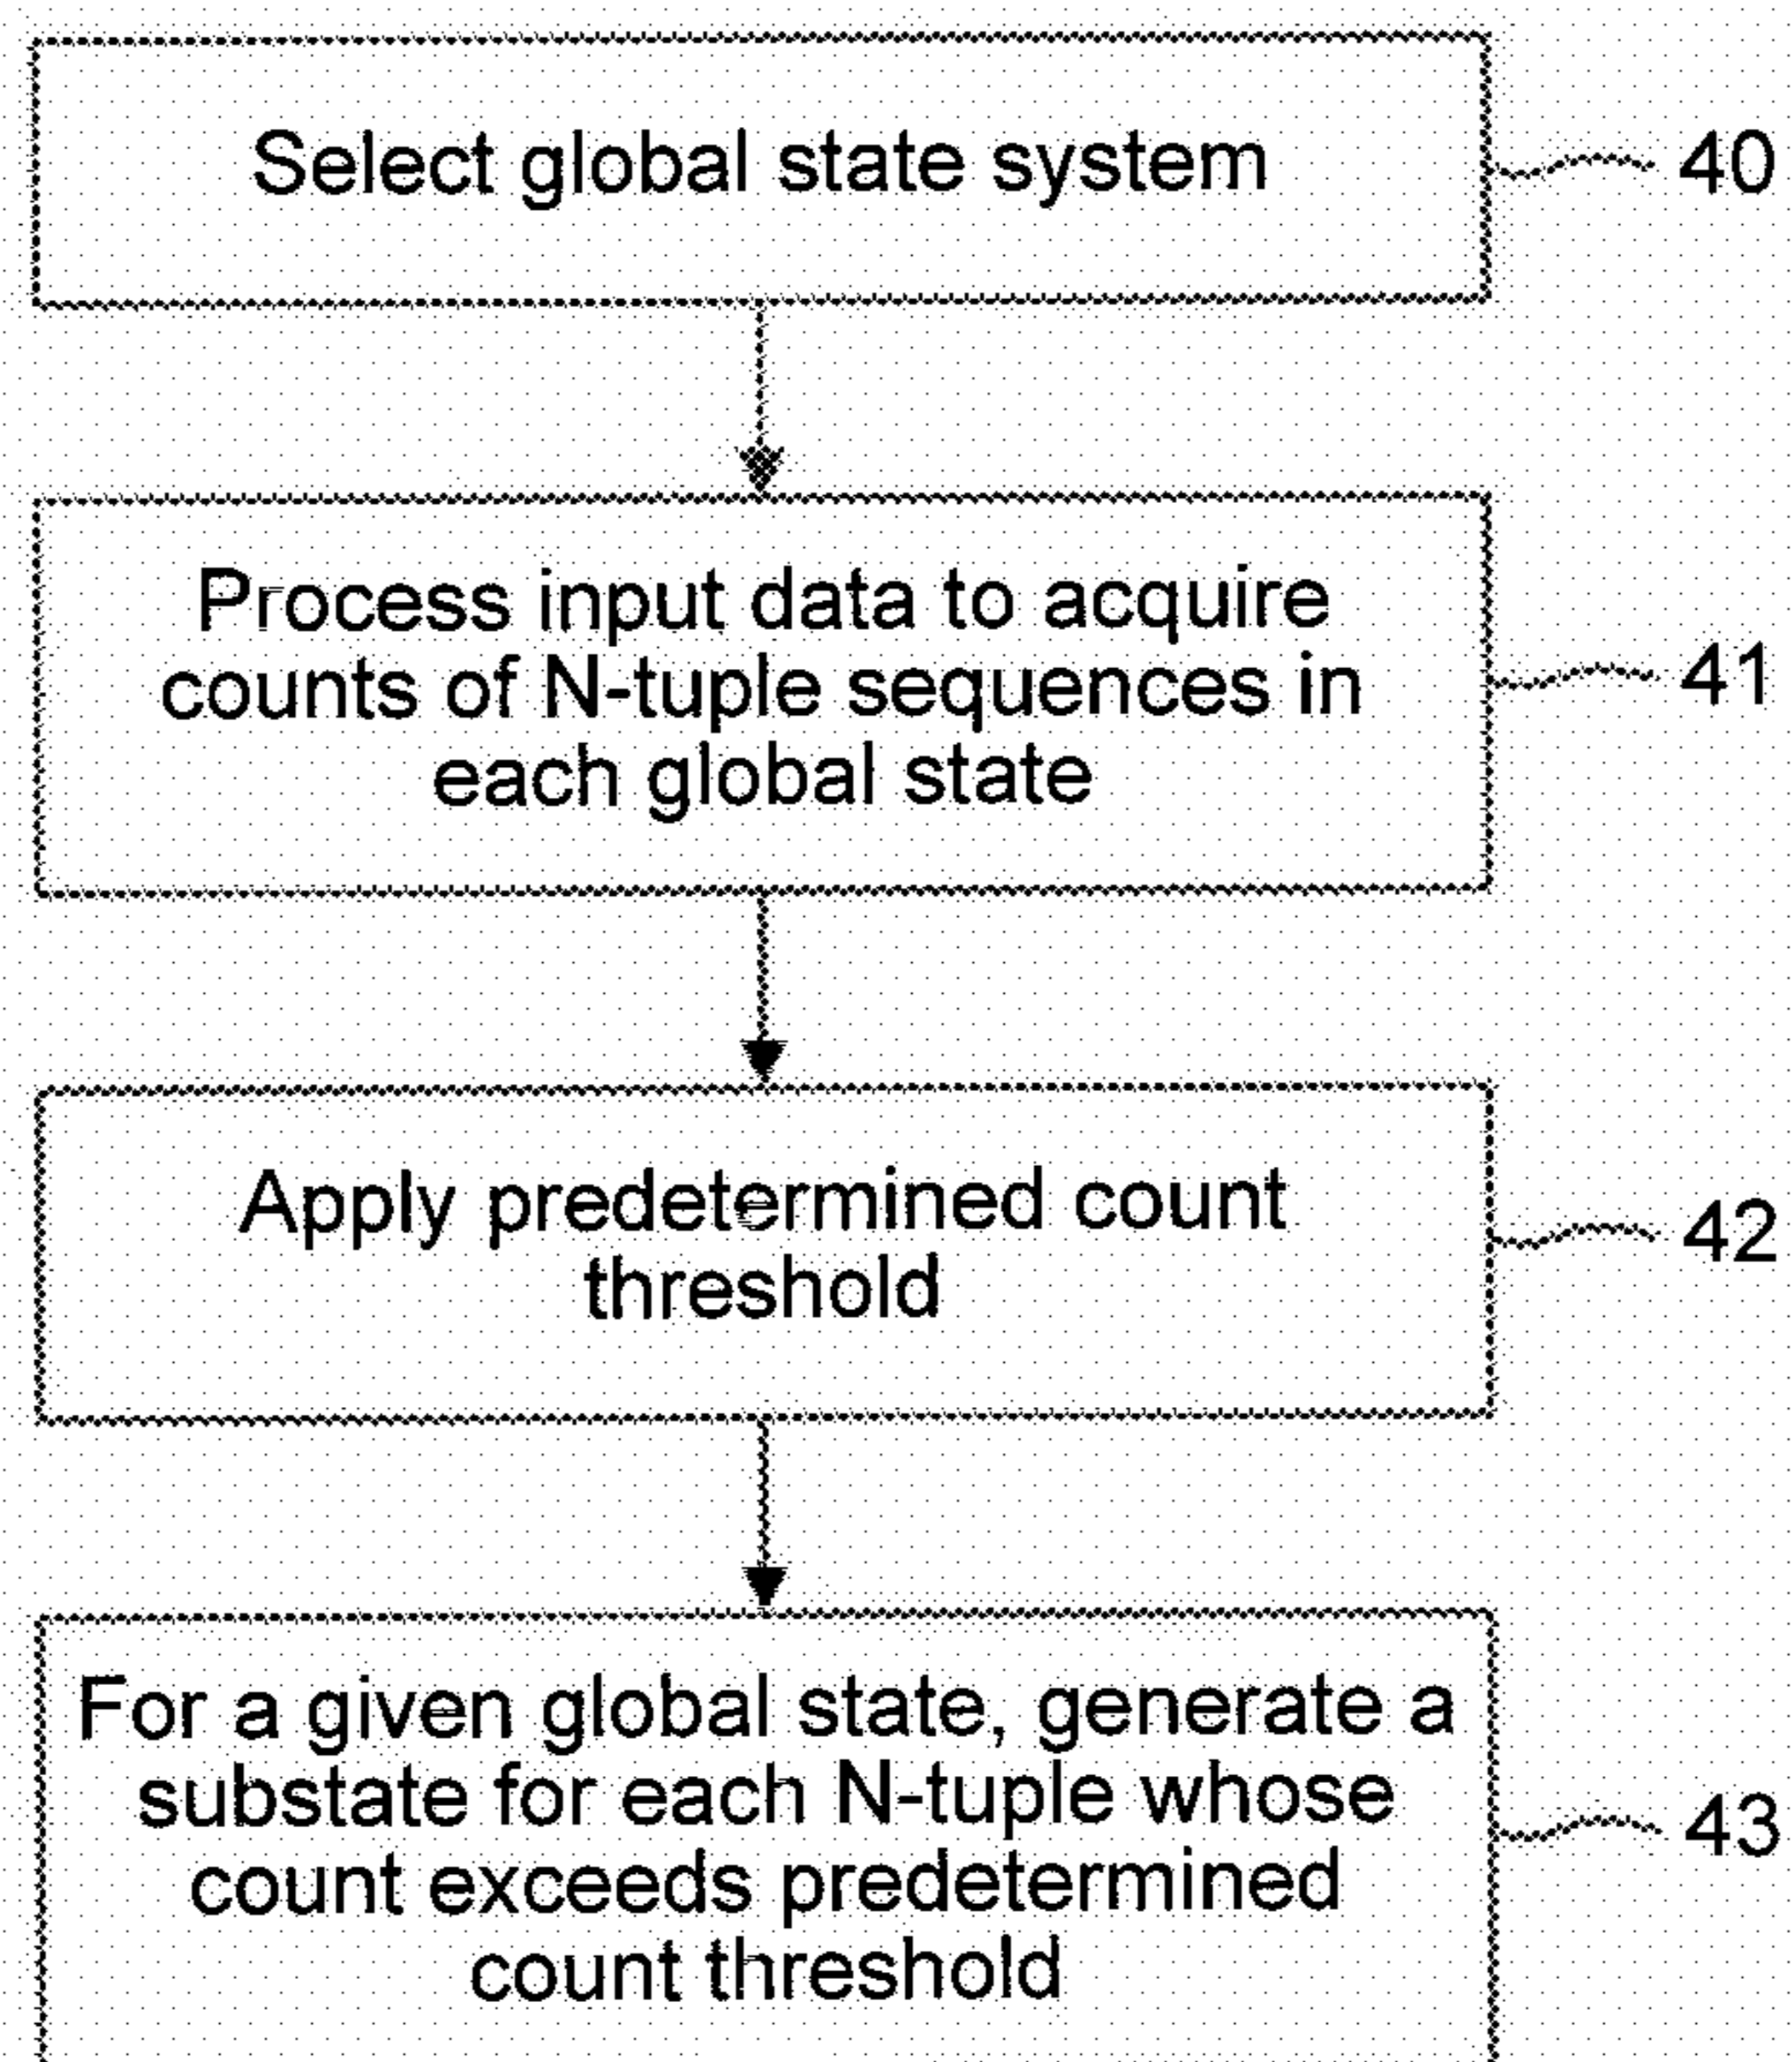 Select global state system
40
Process input data to acquire
counts of N-tuple sequences in
each global state
41
Apply predetermined count
threshold
42
For a given global state, generate a
substate for each N-tuple whose
count exceeds predetermined
count threshold
43